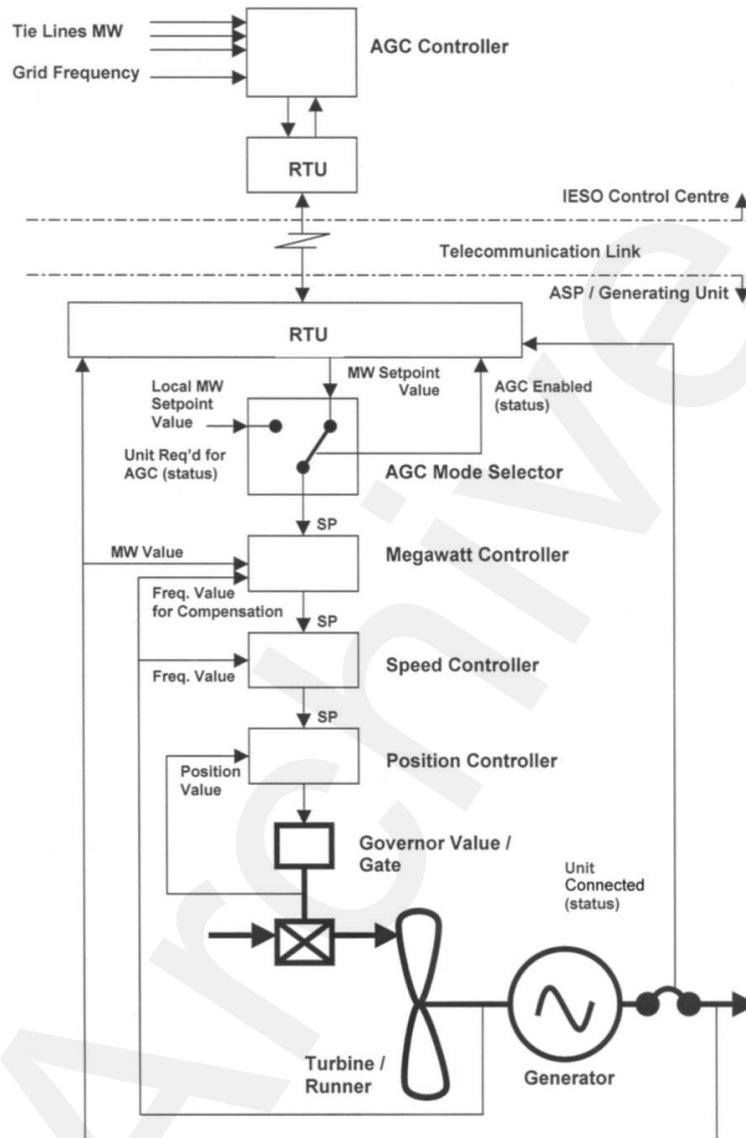 Tie Lines MW
Grid Frequency
AGC Controller
RTU
IESO Control Centre
Telecommunication Link
ASP / Generating Unit
RTU
MW Setpoint
Value
Local MW
Setpoint
Value
AGC Enabled
(status)
Unit Req'd for
AGC (status)
AGC Mode Selector
SP
MW Value
Megawatt Controller
Freq. Value
for Compensation
SP
Speed Controller
Freq. Value
SP
Position Controller
Position
Value
Governor Value /
Gate
Unit
Connected
(status)
Turbine /
Runner
Generator
Archive